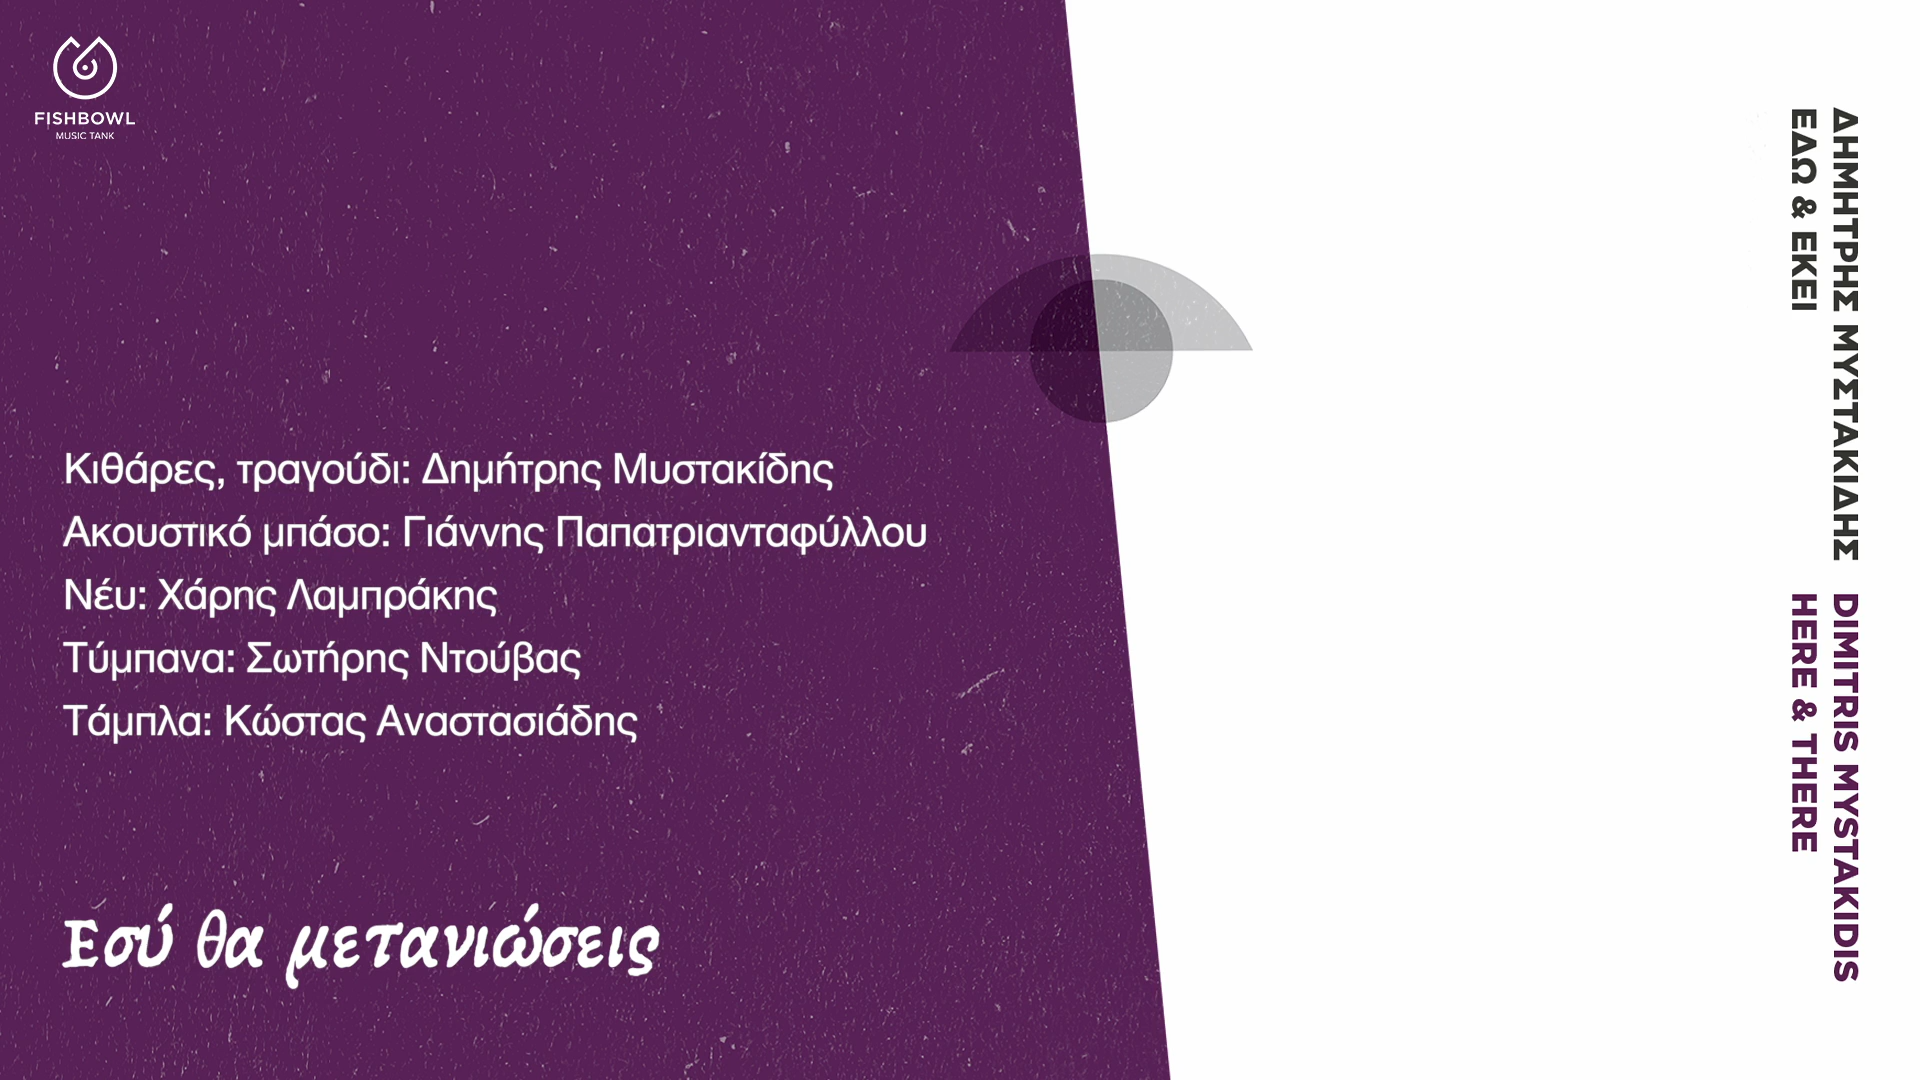 FISHBOWL
MUSIC TANK
Κιθάρες, τραγούδι: Δημήτρης Μυστακίδης
Ακουστικό μπάσο: Γιάννης Παπατριανταφύλλου
Νέυ: Χάρης Λαμπράκης
Τύμπανα: Σωτήρης Ντούβας
Τάμπλα: Κώστας Αναστασιάδης
Εσύ θα μετανιώσεις
ΔΗΜΗΤΡΗΣ ΜΥΣΤΑΚΙΔΗΣ
ΕΔΩ & ΕΚΕΙ
DIMITRIS MYSTAKIDIS
HERE & THERE